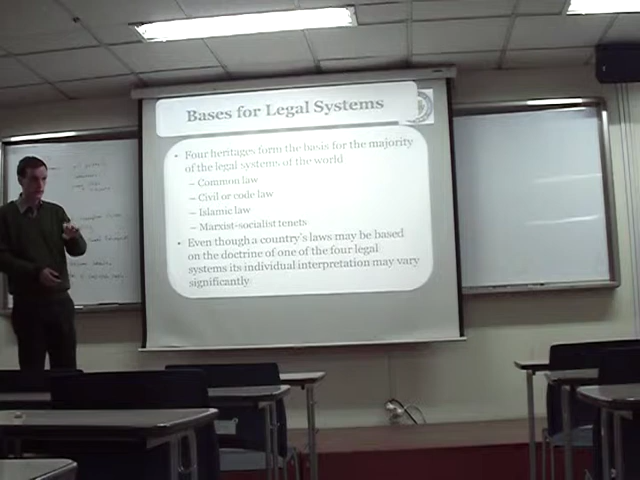 Bases for Legal Systems
• Four heritages form the basis for the majority
of the legal systems of the world
– Common law
– Civil or code law
– Islamic law
– Marxist-socialist tenets
• Even though a country's laws may be based
on the doctrine of one of the four legal
systems its individual interpretation may vary
significantly